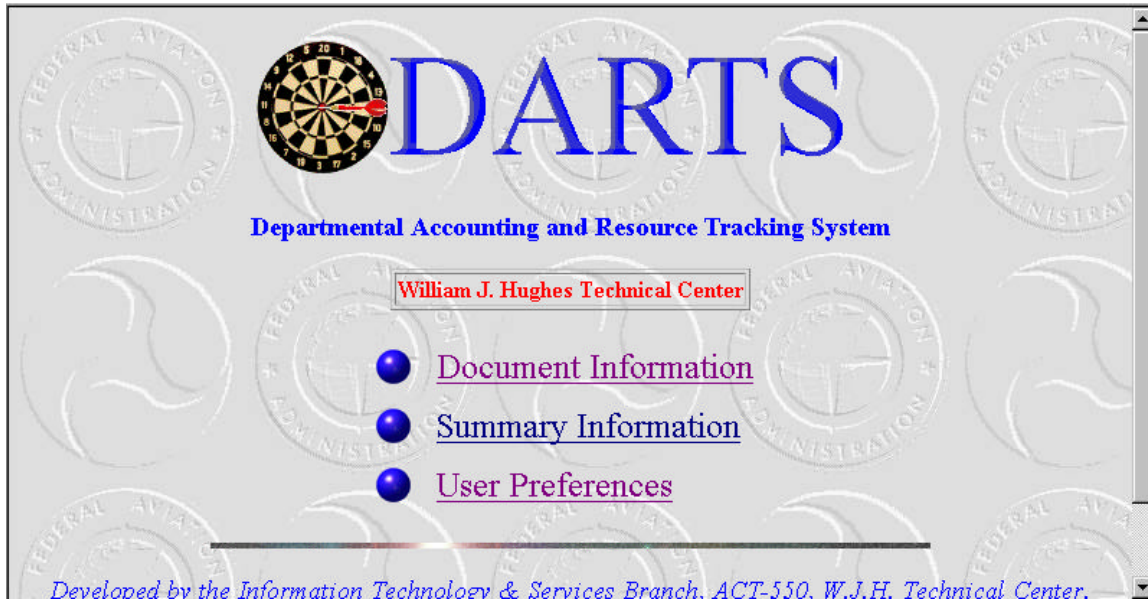 DARTS
Departmental Accounting and Resource Tracking System
William J. Hughes Technical Center
Document Information
Summary Information
User Preferences
Developed by the Information Technology & Services Branch, ACT-550, W.J.H. Technical Center,